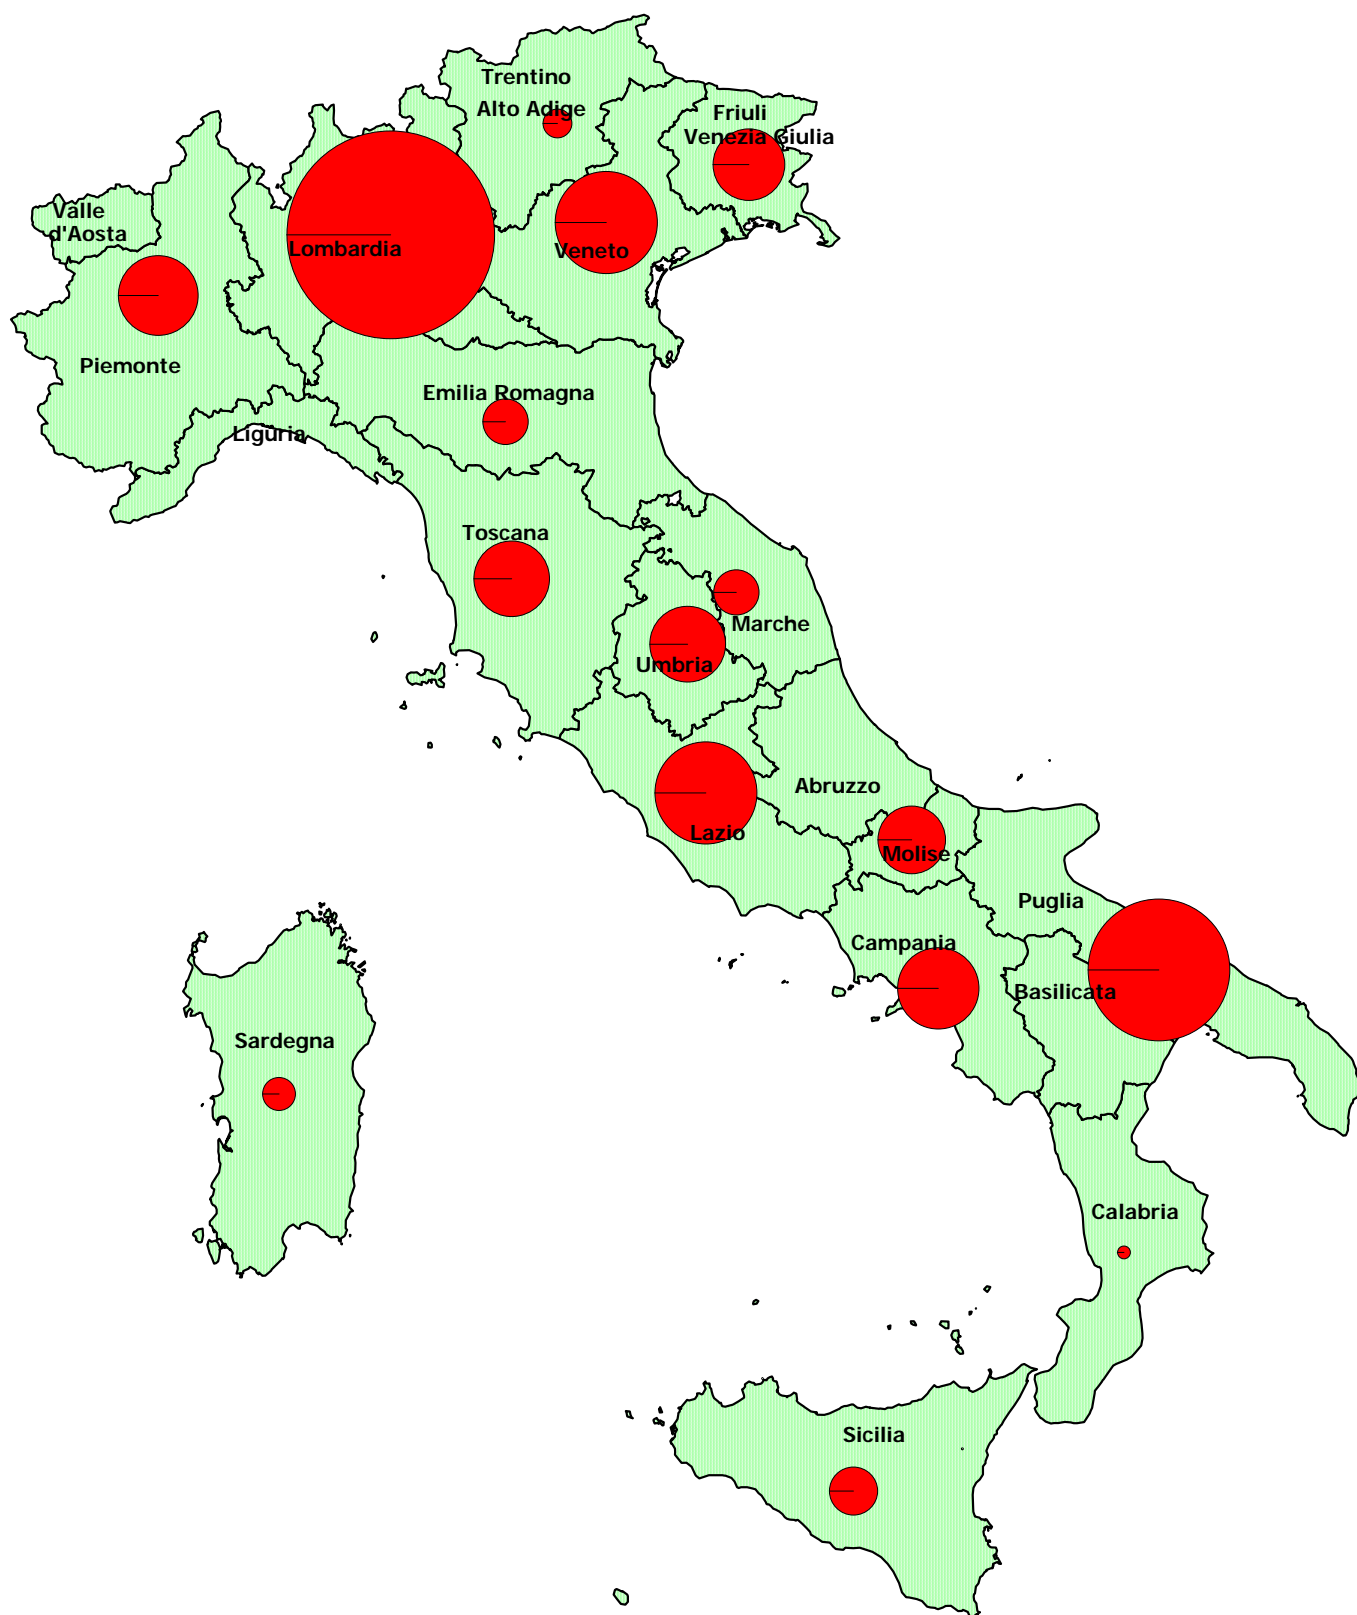 Trentino
Alto Adige
Friuli
Venezia Giulia
Valle
d'Aosta
Lombardia
Veneto
Piemonte
Emilia Romagna
Liguria
Toscana
Marche
Umbria
Abruzzo
Lazio
Molise
Puglia
Campania
Basilicata
Sardegna
Calabria
Sicilia